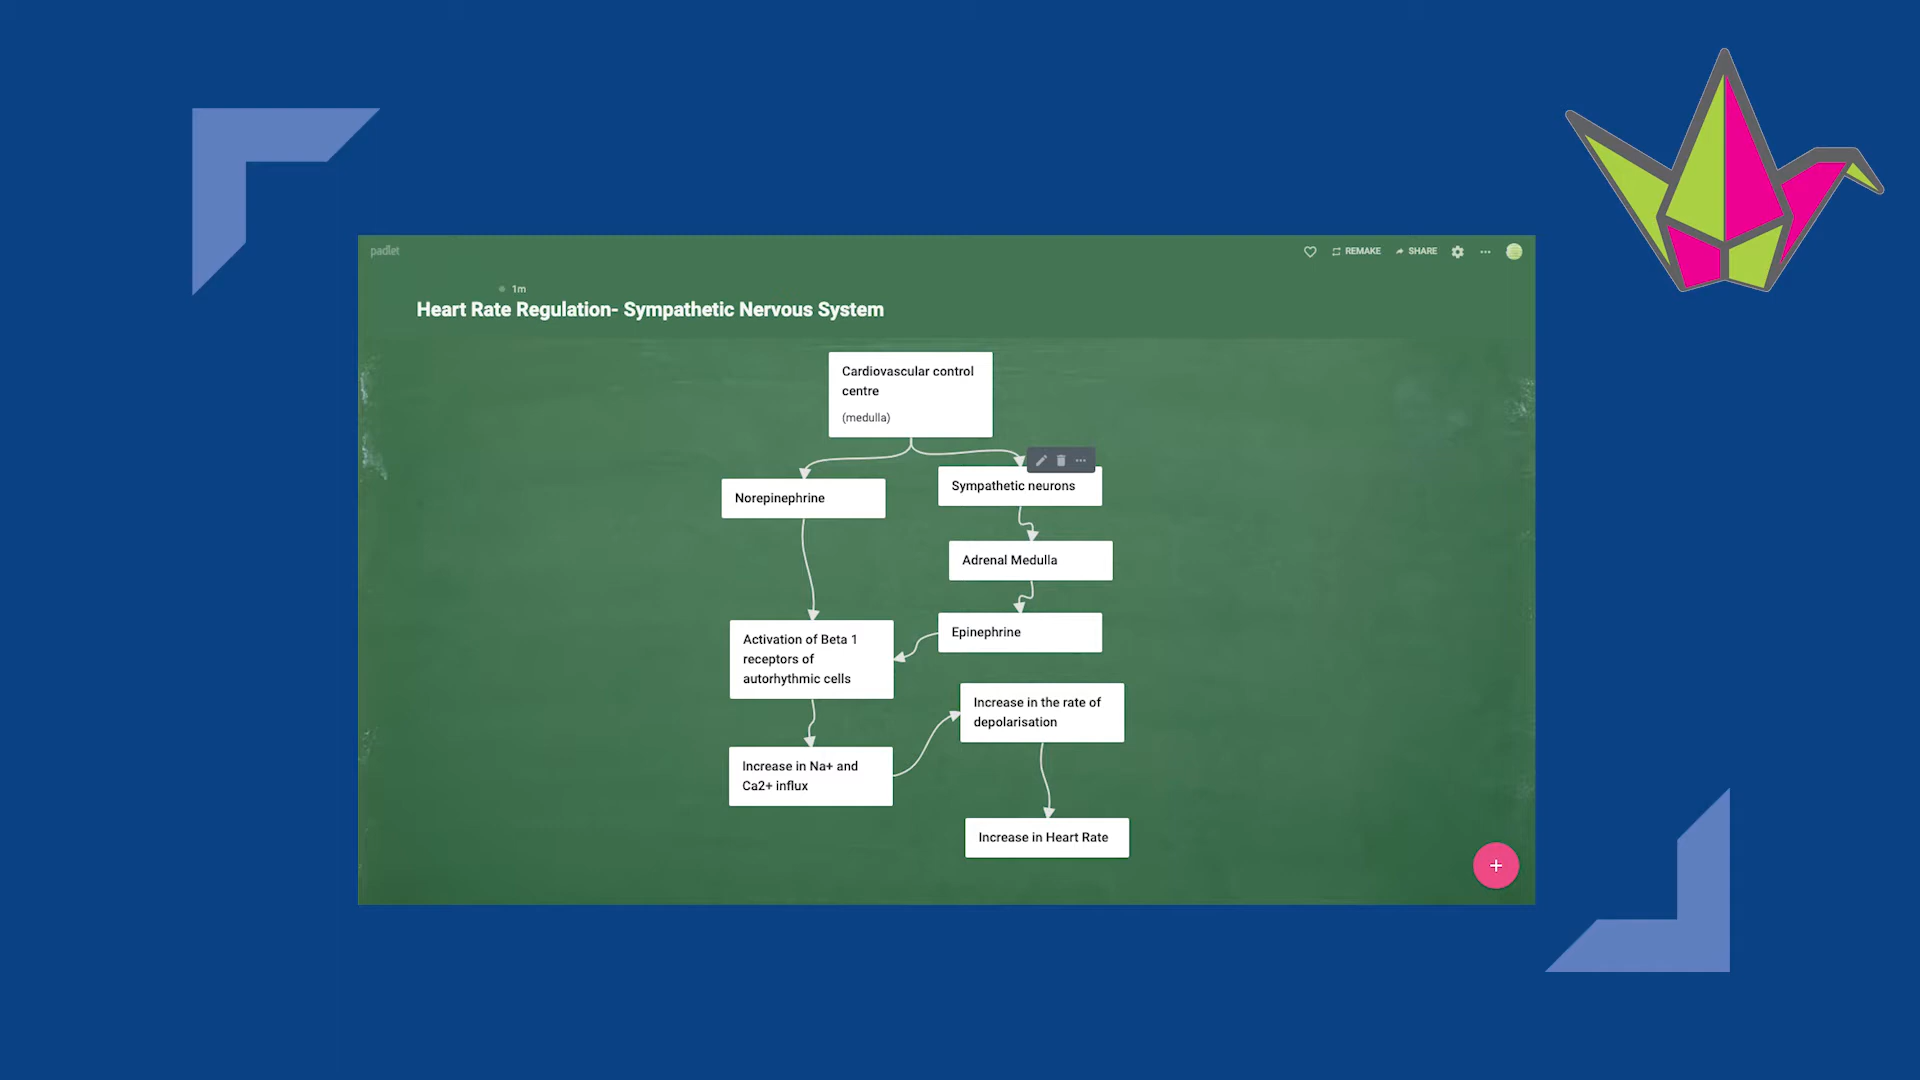 padlet
REMAKE
SHARE
1m
Heart Rate Regulation- Sympathetic Nervous System
Cardiovascular control
centre
(medulla)
Norepinephrine
Sympathetic neurons
Adrenal Medulla
Epinephrine
Activation of Beta 1
receptors of
autorhythmic cells
Increase in the rate of
depolarisation
Increase in Na+ and
Ca2+ influx
Increase in Heart Rate